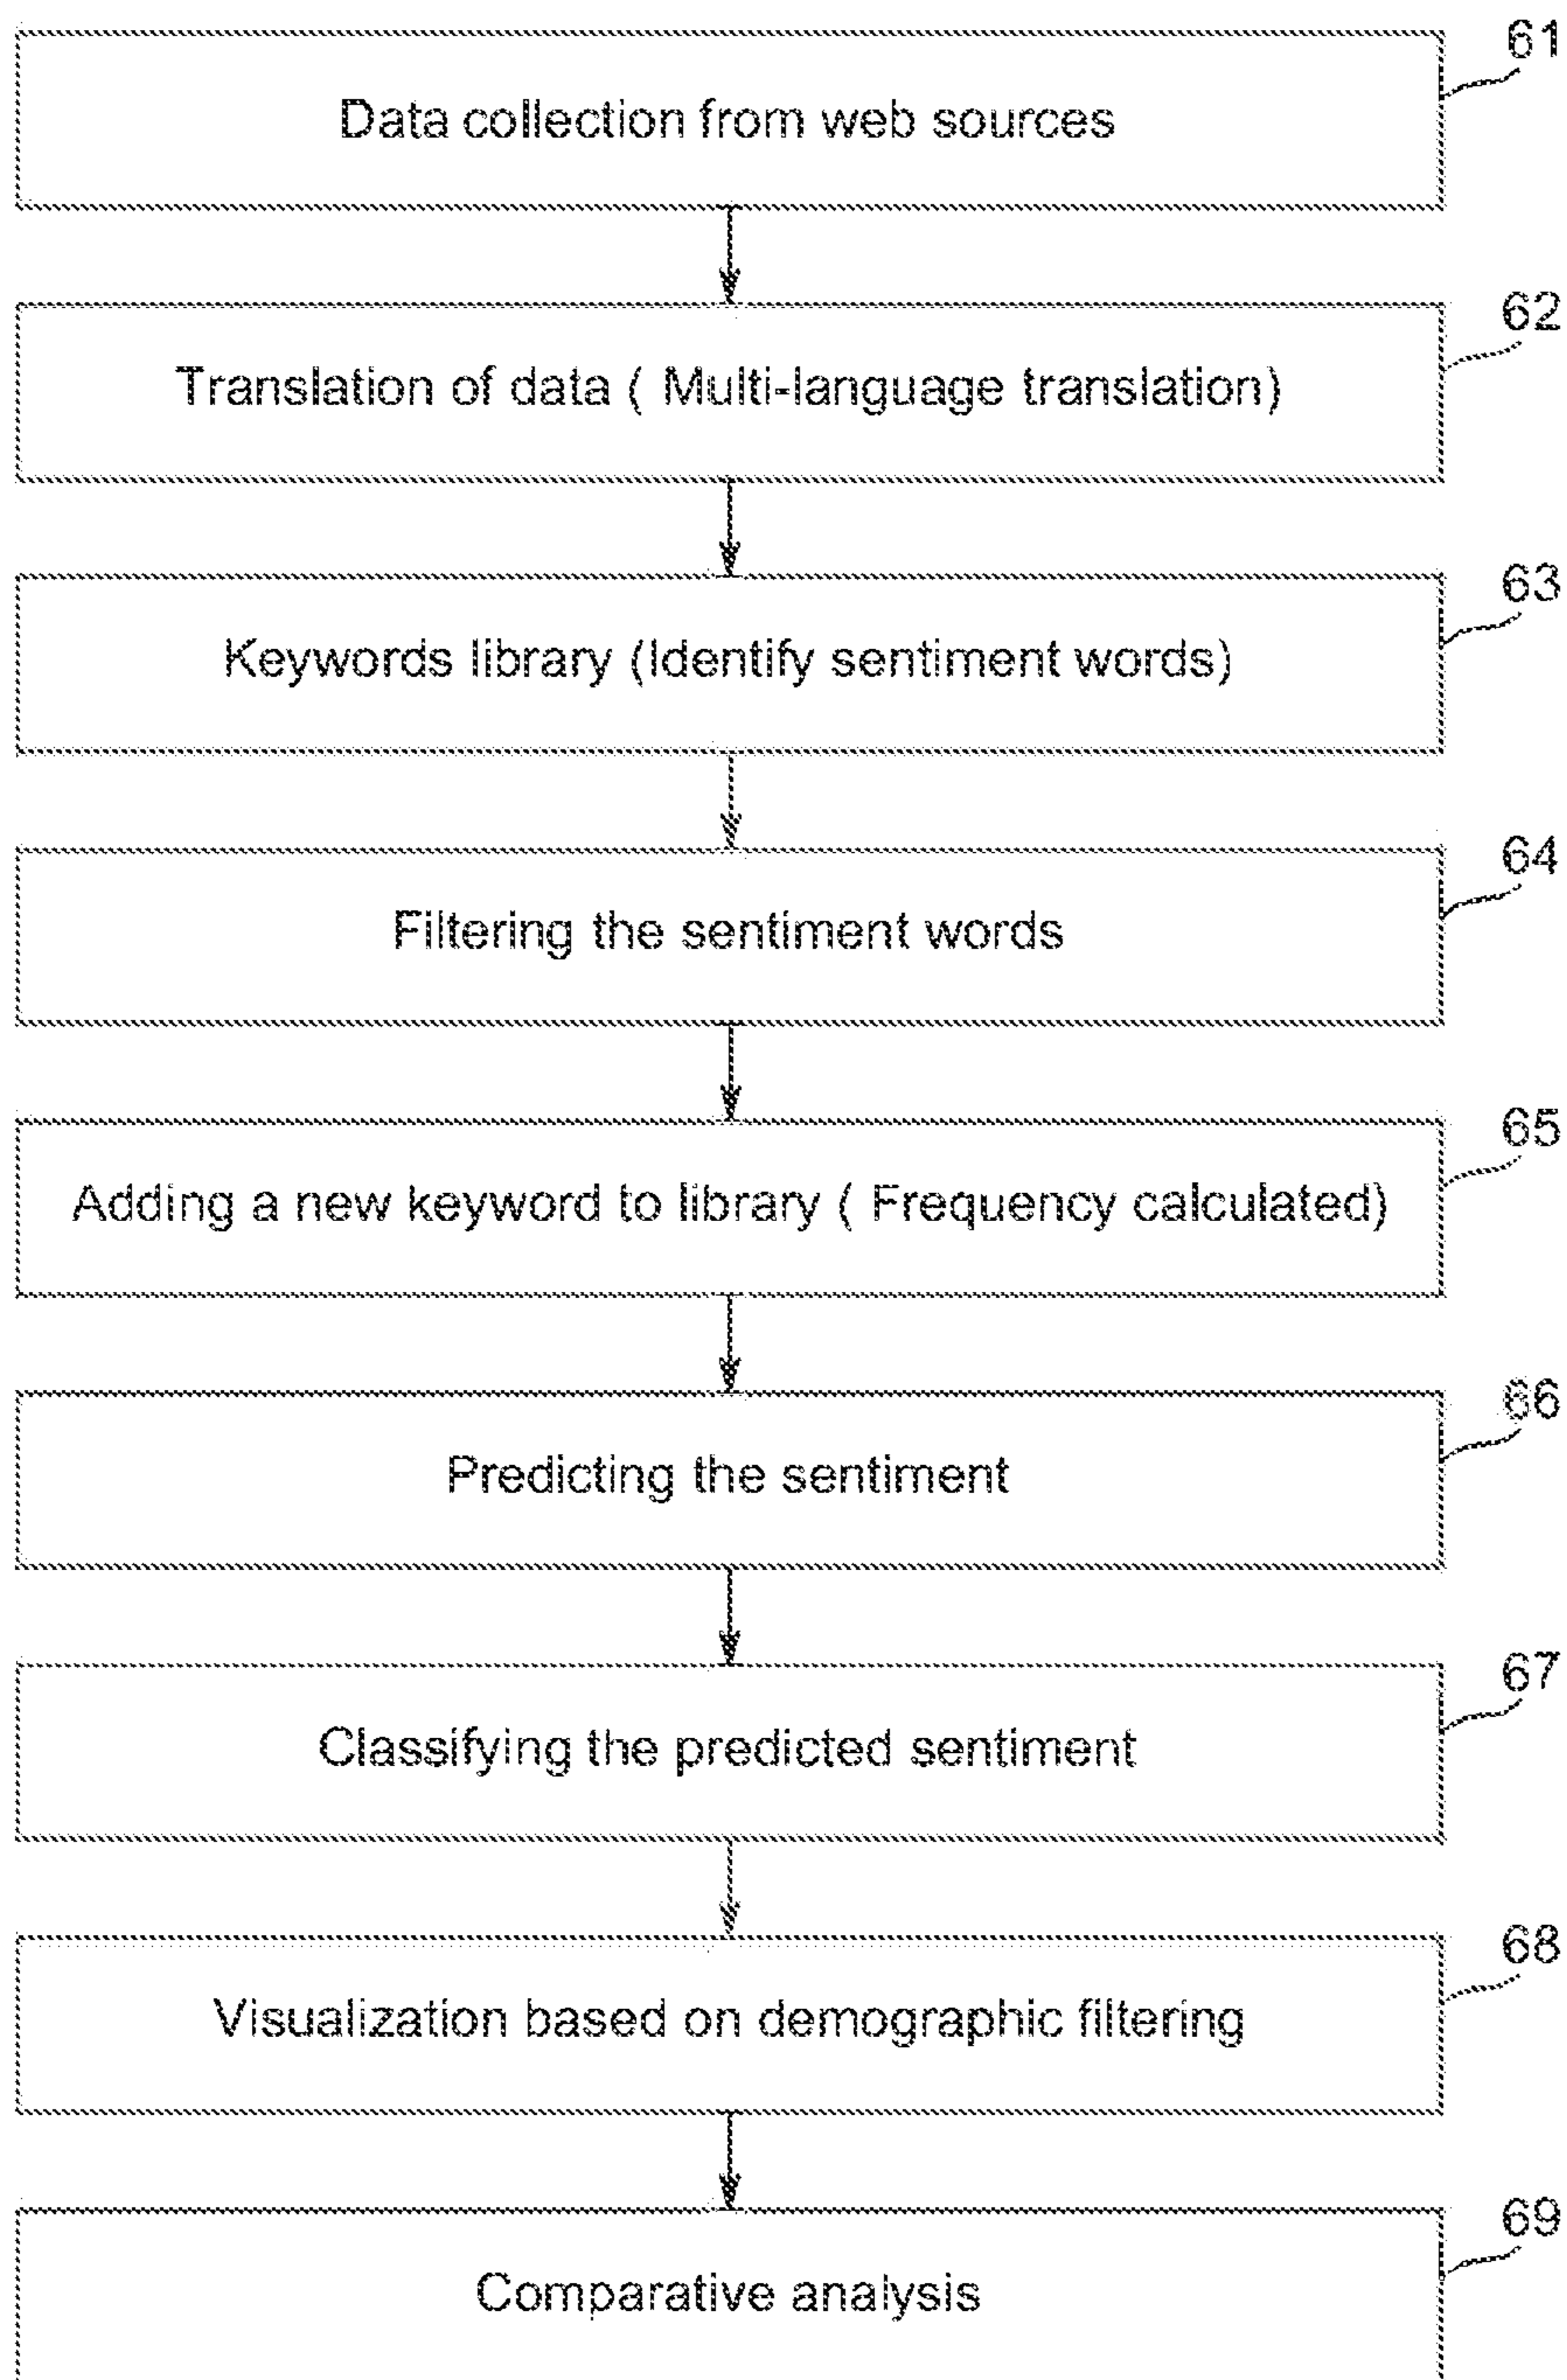 61
Data collection from web sources
62
Translation of data ( Multi-language translation)
63
Keywords library (Identify sentiment words)
64
Filtering the sentiment words
65
Adding a new keyword to library ( Frequency calculated)
66
Predicting the sentiment
67
Classifying the predicted sentiment
68
Visualization based on demographic filtering
69
Comparative analysis